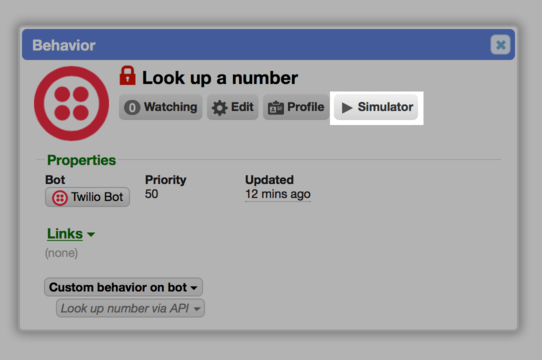 Behavior
Look up a number
0 Watching Edit Profile Simulator
Properties
Bot Priority Updated
Twilio Bot 50 12 mins ago
Links
(none)
Custom behavior on bot
Look up number via API